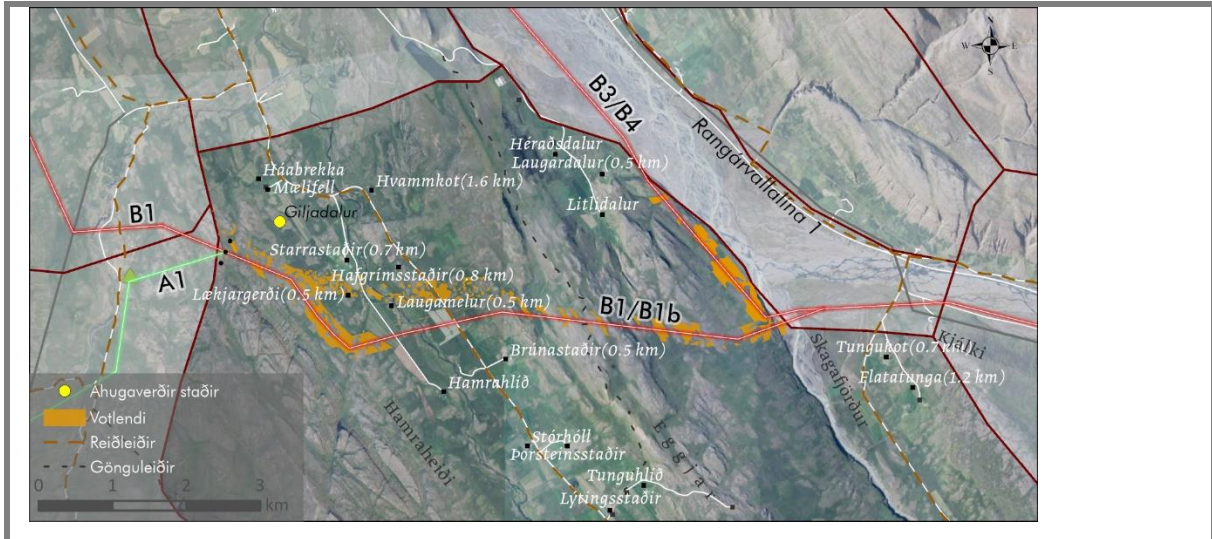 N
W E
S
B3/B4
Rangárvallalína 1
Héraðsdalur
Laugardalur(0.5 km)
Háabrekka
Mælifell
Hvammkot(1.6 km)
Litlidalur
B1
Giljadalur
Starrastaðir(0.7 km)
Hafgrímsstaðir(0.8 km)
A1
Lækjargerði(0.5 km)
Laugamelur(0.5 km)
B1/B1b
Brúnastaðir(0.5 km)
Skagafjörður
Kjálki
Tungukot(0.7 km)
Flatatunga(1.2 km)
Hamrahlíð
Hamraheiði
Eggjar
Stórhóll
Þorsteinsstaðir
Tunguhlíð
Lýtingsstaðir
Áhugaverðir staðir
Votlendi
Reiðleiðir
Gönguleiðir
0 1 2 3
km